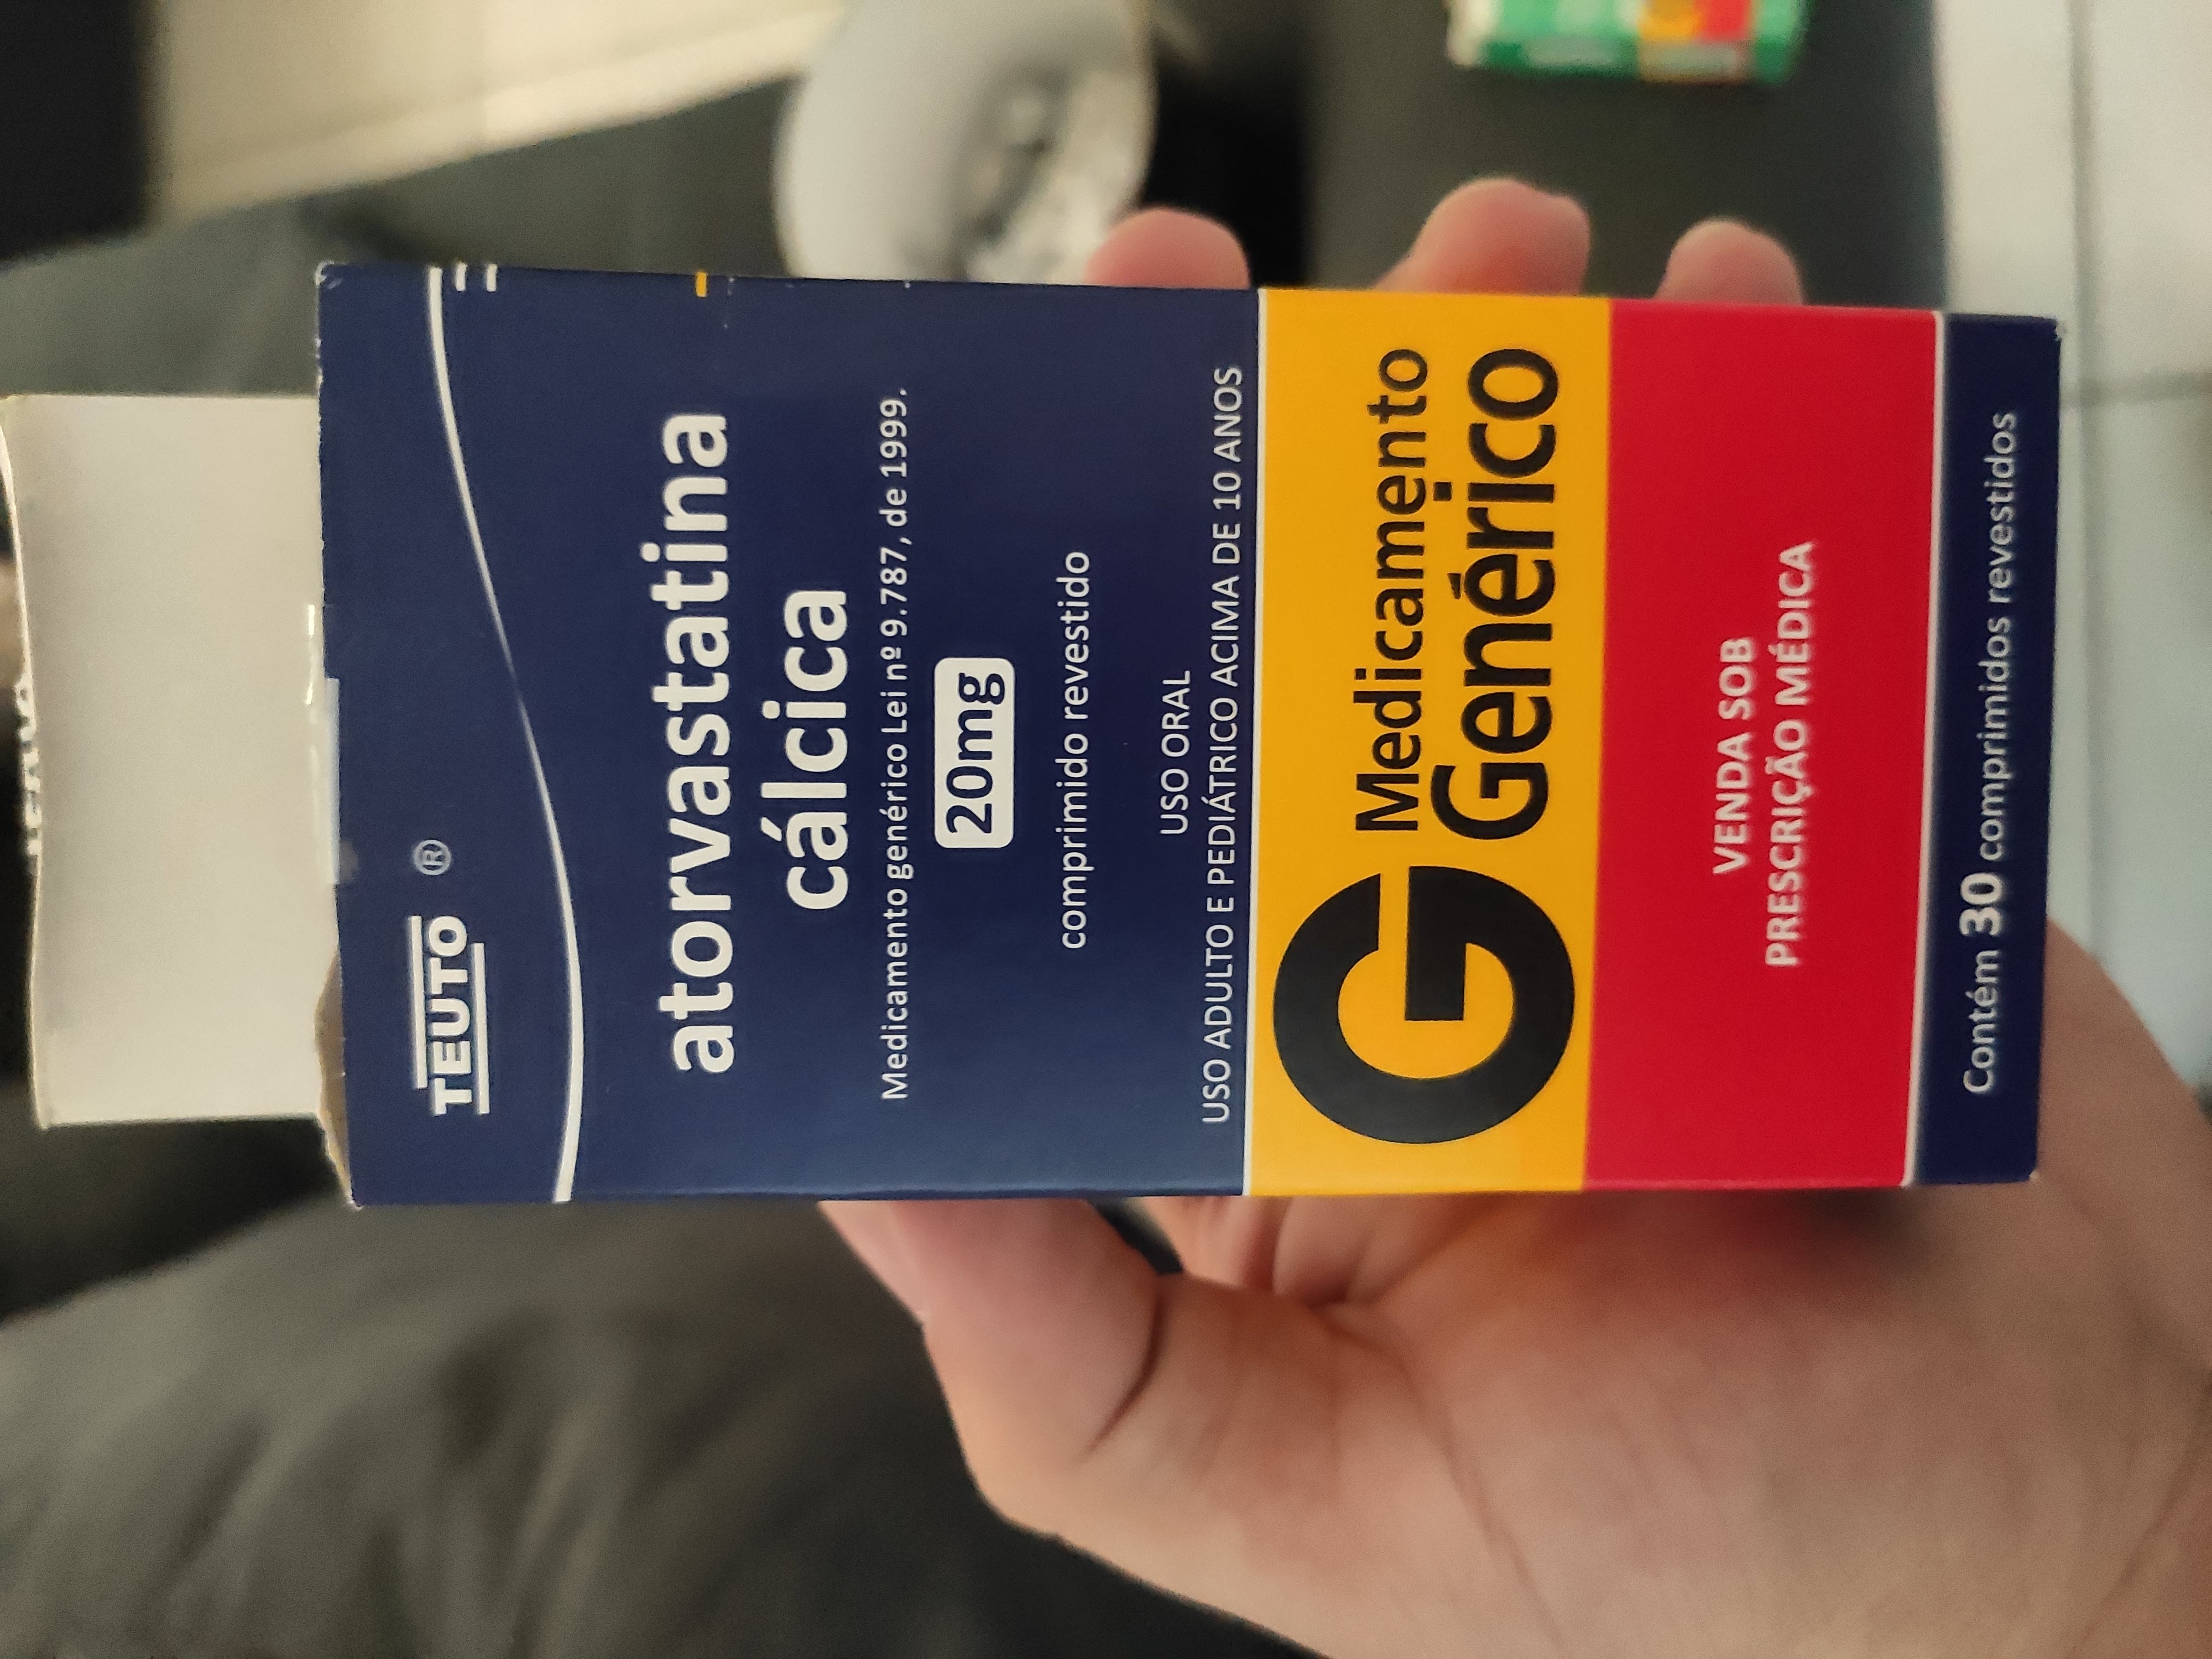 TEUTO ®
atorvastatina
cálcica
Medicamento genérico Lei nº 9.787, de 1999.
20mg
comprimido revestido
USO ORAL
USO ADULTO E PEDIÁTRICO ACIMA DE 10 ANOS
G
Medicamento
Genérico
VENDA SOB
PRESCRIÇÃO MÉDICA
Contém 30 comprimidos revestidos